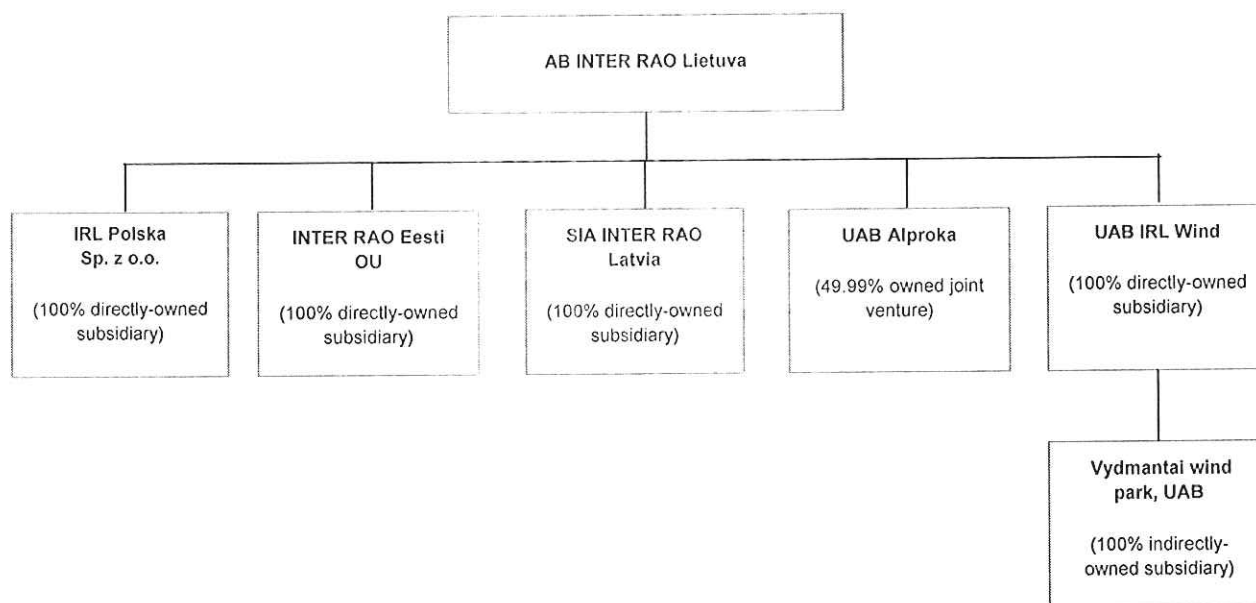 AB INTER RAO Lietuva
IRL Polska
Sp. z o.o.
(100% directly-owned
subsidiary)
INTER RAO Eesti
OU
(100% directly-owned
subsidiary)
SIA INTER RAO
Latvia
(100% directly-owned
subsidiary)
UAB Alproka
(49.99% owned joint
venture)
UAB IRL Wind
(100% directly-owned
subsidiary)
Vydmantai wind
park, UAB
(100% indirectly-
owned subsidiary)